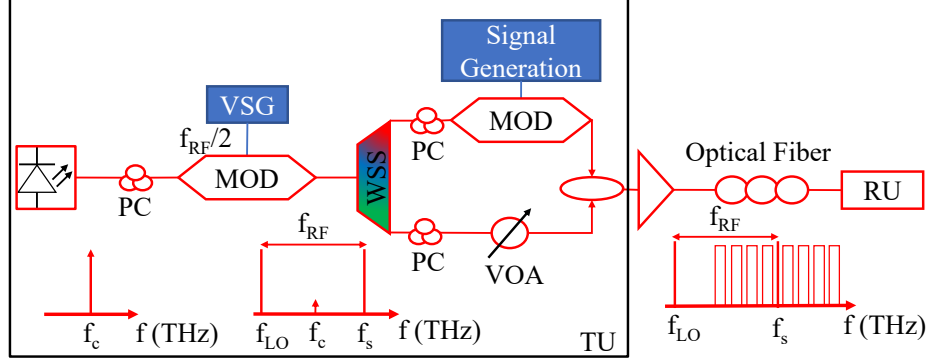 Signal
Generation
VSG
f_RF/2
MOD
MOD
PC
WSS
PC
Optical Fiber
RU
PC
VOA
f_RF
f_RF
f_c
f (THz)
f_LO
f_c
f_s
f (THz)
TU
f_LO
f_s
f (THz)